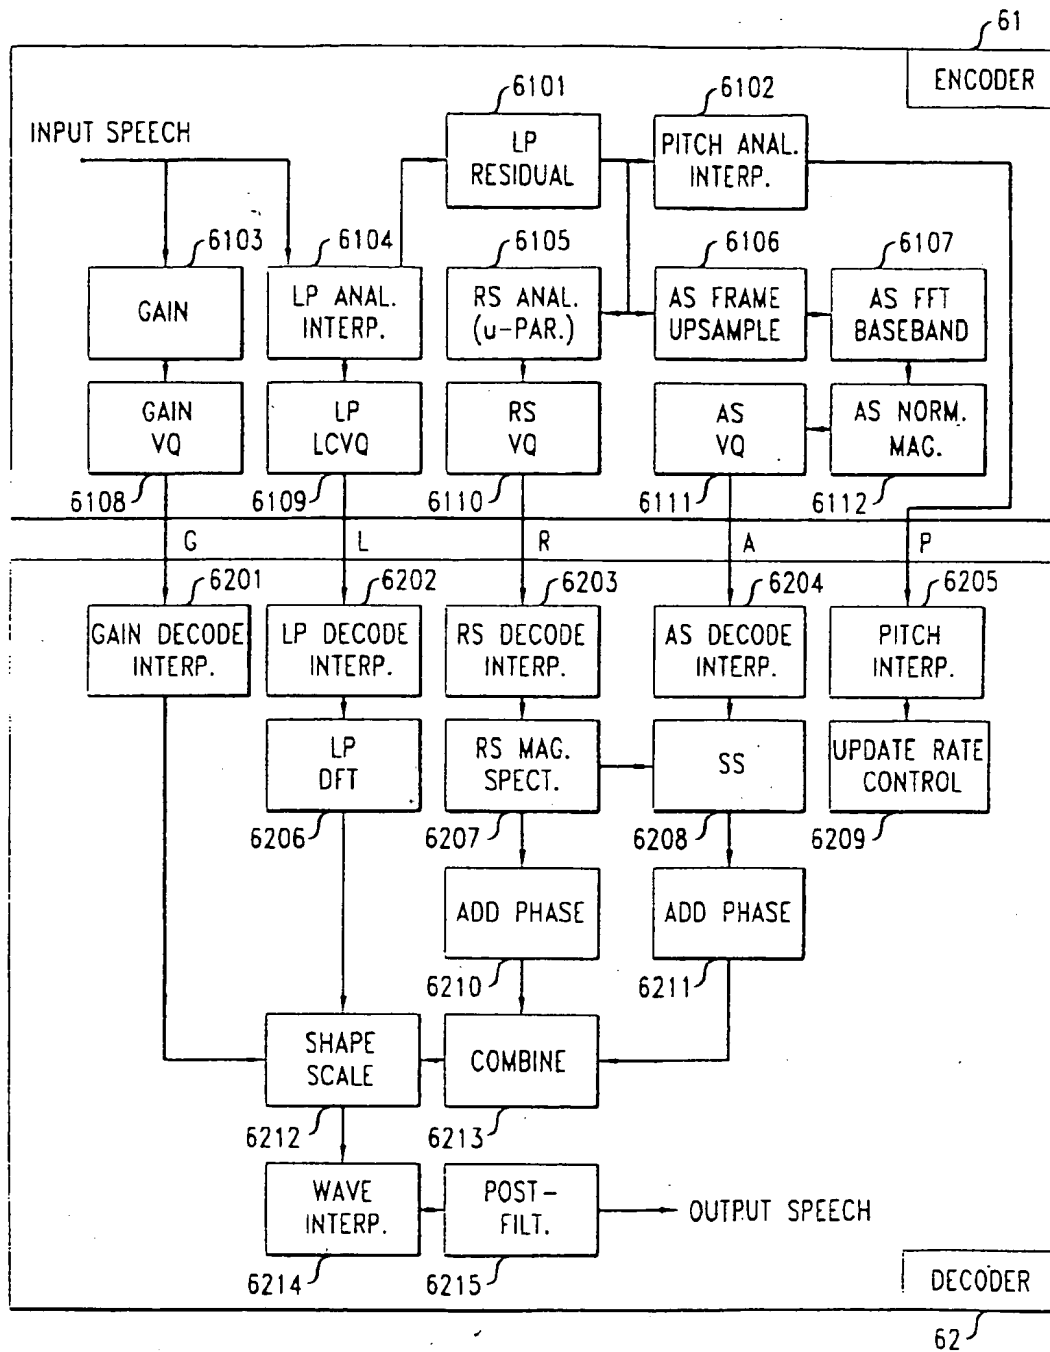 61
ENCODER
INPUT SPEECH
6101
LP
RESIDUAL
6102
PITCH ANAL.
INTERP.
6103
GAIN
6104
LP ANAL.
INTERP.
6105
RS ANAL.
(u-PAR.)
6106
AS FRAME
UPSAMPLE
6107
AS FFT
BASEBAND
GAIN
VQ
6108
LP
LCVQ
6109
RS
VQ
6110
AS
VQ
6111
AS NORM.
MAG.
6112
G
L
R
A
P
6201
GAIN DECODE
INTERP.
6202
LP DECODE
INTERP.
6203
RS DECODE
INTERP.
6204
AS DECODE
INTERP.
6205
PITCH
INTERP.
LP
DFT
6206
RS MAG.
SPECT.
6207
SS
6208
UPDATE RATE
CONTROL
6209
ADD PHASE
6210
ADD PHASE
6211
SHAPE
SCALE
6212
COMBINE
6213
WAVE
INTERP.
6214
POST-
FILT.
6215
OUTPUT SPEECH
DECODER
62